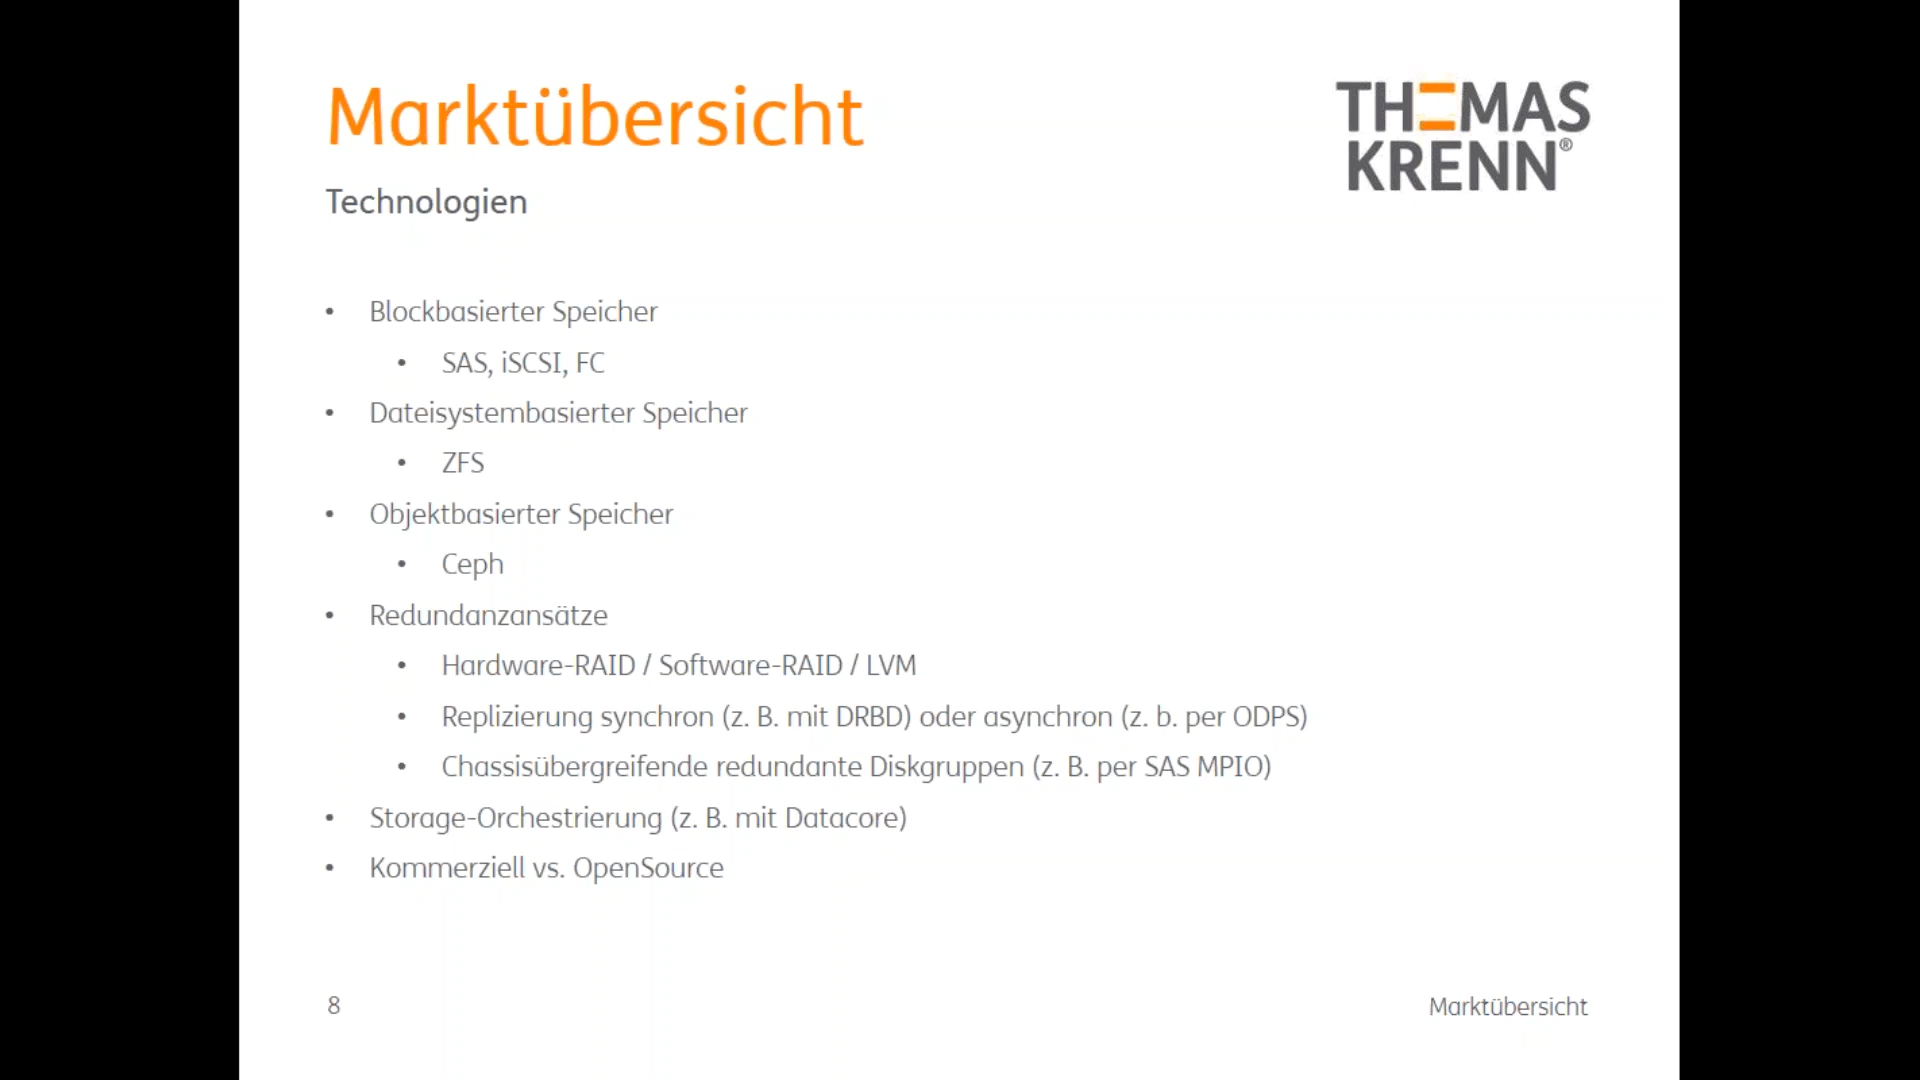 Marktübersicht
THOMAS
KRENN®
Technologien
• Blockbasierter Speicher
• SAS, iSCSI, FC
• Dateisystembasierter Speicher
• ZFS
• Objektbasierter Speicher
• Ceph
• Redundanzansätze
• Hardware-RAID / Software-RAID / LVM
• Replizierung synchron (z. B. mit DRBD) oder asynchron (z. b. per ODPS)
• Chassisübergreifende redundante Diskgruppen (z. B. per SAS MPIO)
• Storage-Orchestrierung (z. B. mit Datacore)
• Kommerziell vs. OpenSource
8
Marktübersicht